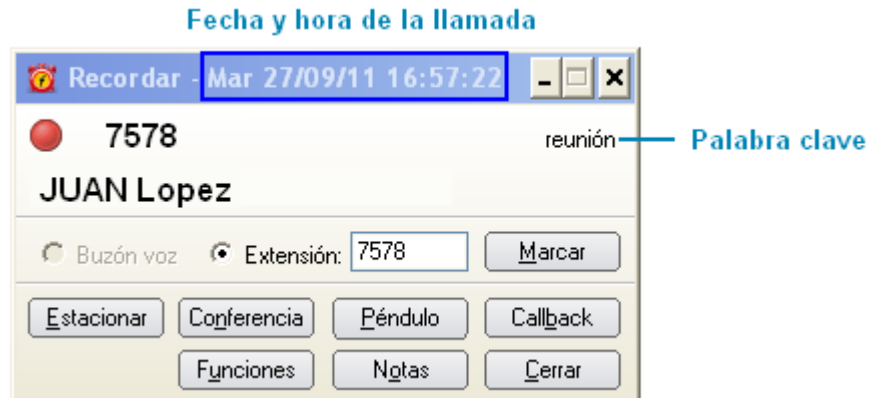 Fecha y hora de la llamada
Recordar - Mar 27/09/11 16:57:22
7578
reunión
Palabra clave
JUAN Lopez
Buzón voz
Extensión: 7578
Marcar
Estacionar Conferencia Péndulo Callback
Funciones Notas Cerrar